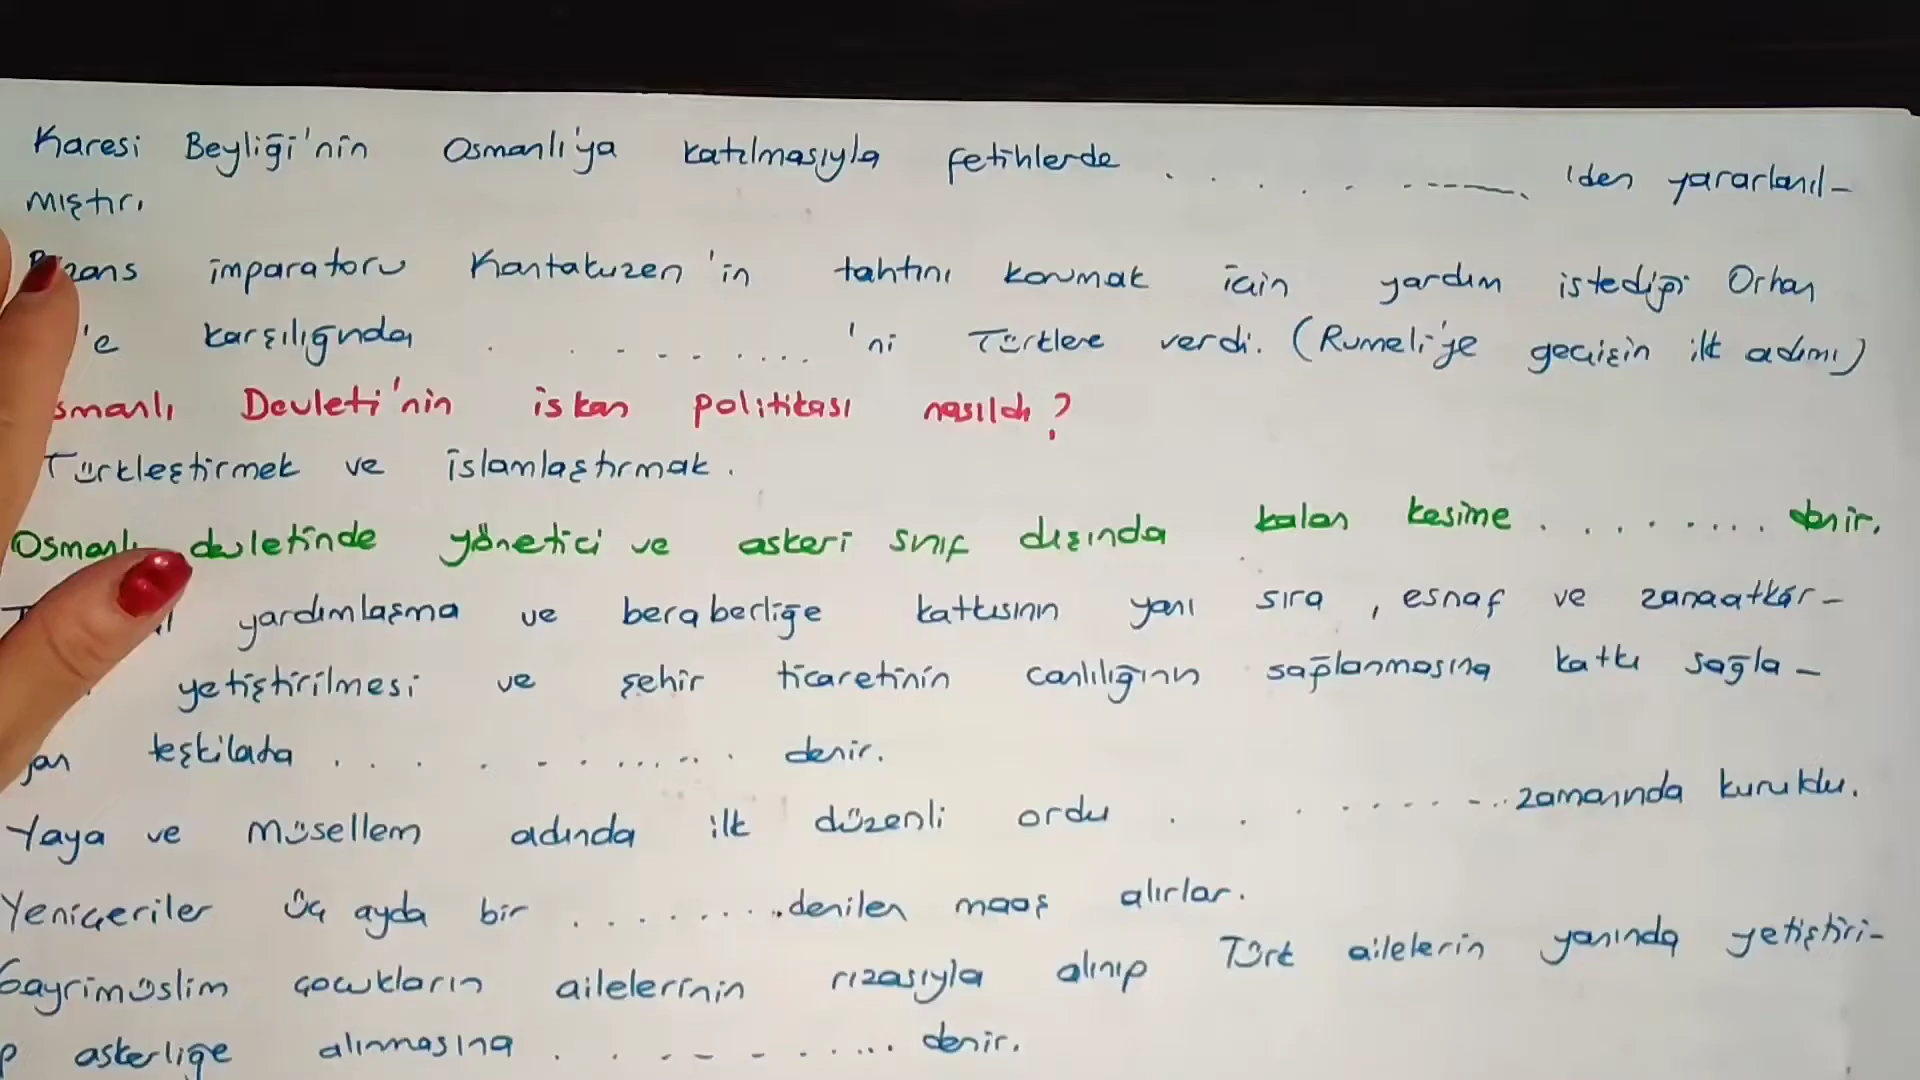 Karesi Beyliği'nin Osmanlı'ya katılmasıyla fetihlerde . . . . . ------. 'den yararlanıl-
mıştır.
imparatoru Kantakuzen 'in tahtını korumak için yardım istediği Orhan
'e karşılığında . . . - - - . . . . 'ni Türklere verdi. (Rumeli'ye geçişin ilk adımı)
smanlı Devleti'nin iskan politikası nasıldı?
Türkleştirmek ve islamlaştırmak.
Osmanlı devletinde yönetici ve askeri sınıf dışında kalan kesime . . . . . . . . denir.
yardımlaşma ve beraberliğe katkısının yanı sıra, esnaf ve zanaatkâr-
yetiştirilmesi ve şehir ticaretinin canlılığının sağlanmasına katkı sağla-
yan teşkilata . . . . - . . . . . . . denir.
Yaya ve müsellem adında ilk düzenli ordu . . . . - - - - - .. zamanında kuruldu.
Yeniçeriler üç ayda bir . . . . . . . .. denilen maaş alırlar.
Gayrimüslim çocukların ailelerinin rızasıyla alınıp Türk ailelerin yanında yetiştiri-
p askerliğe alınmasına . . . - - - . . ... denir.